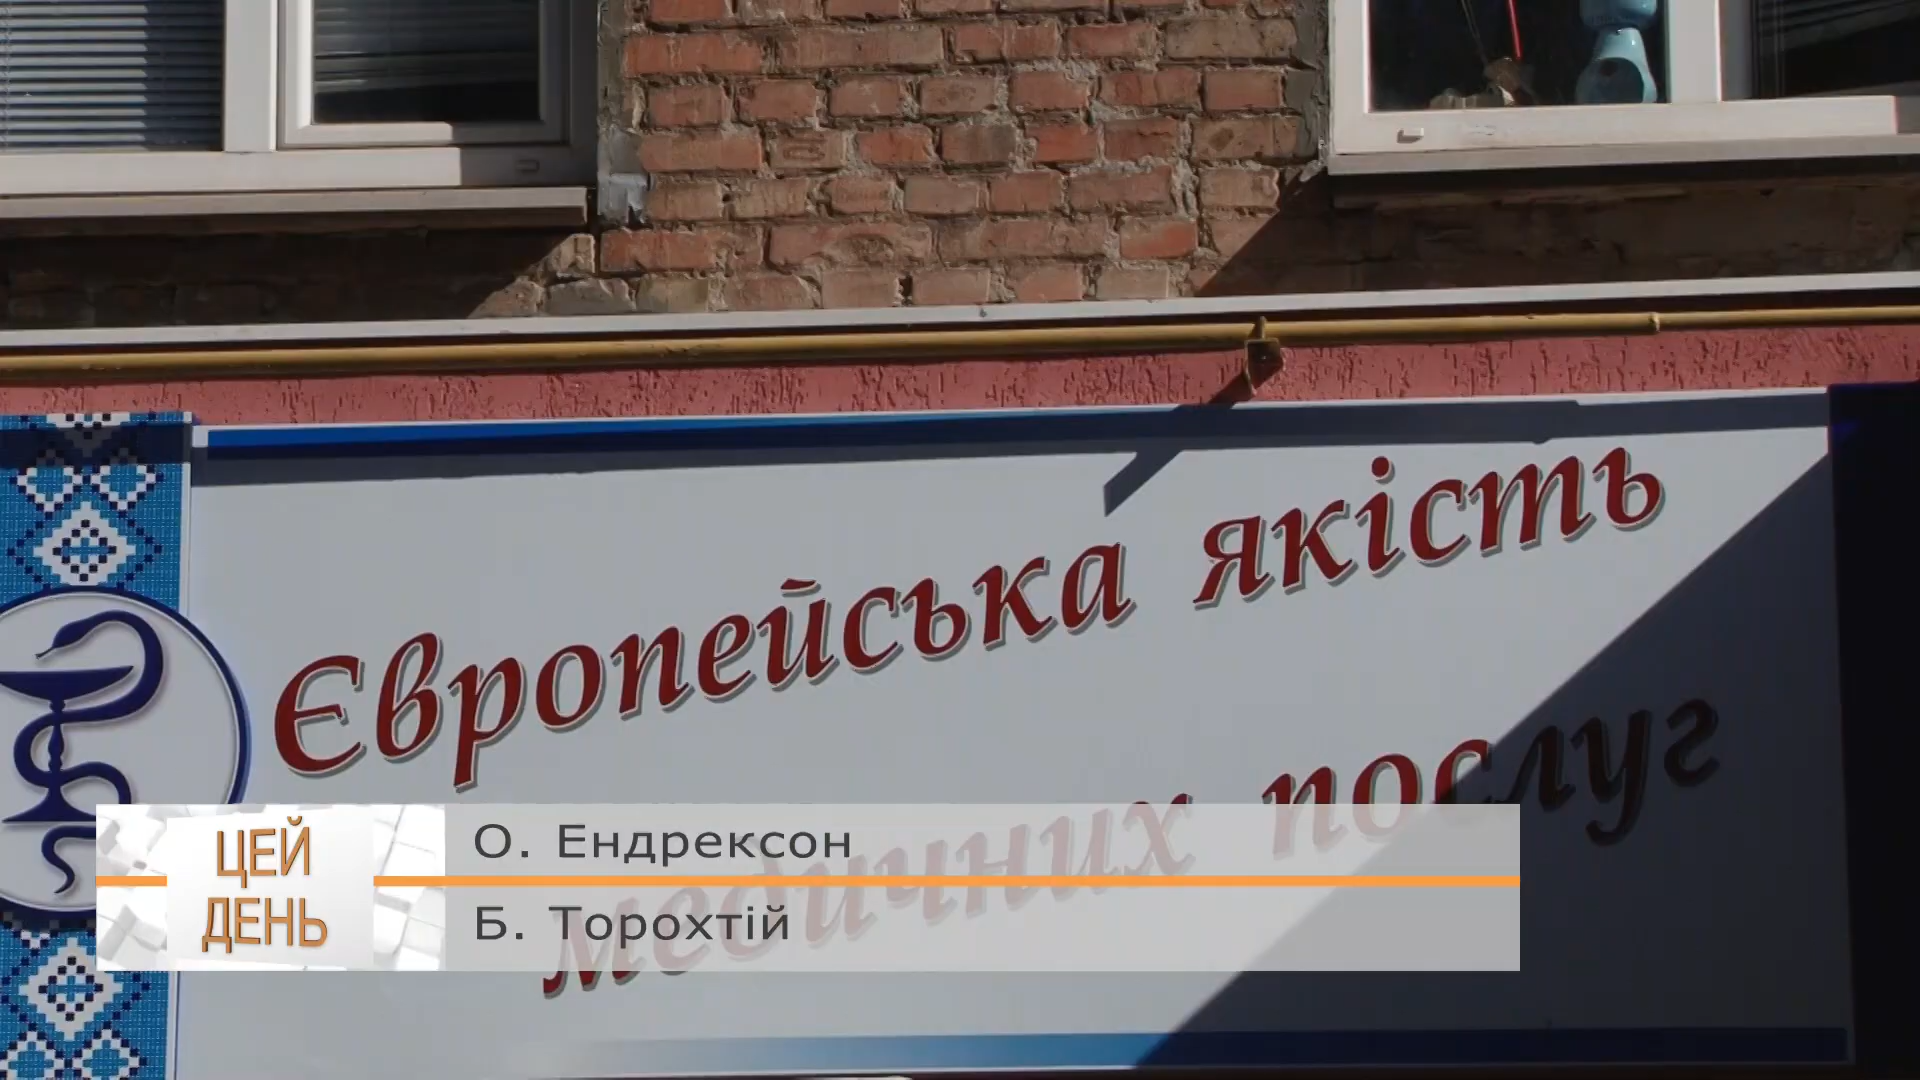 Європейська якість
медичних послуг
ЦЕЙ
ДЕНЬ
О. Ендрексон
Б. Торохтій